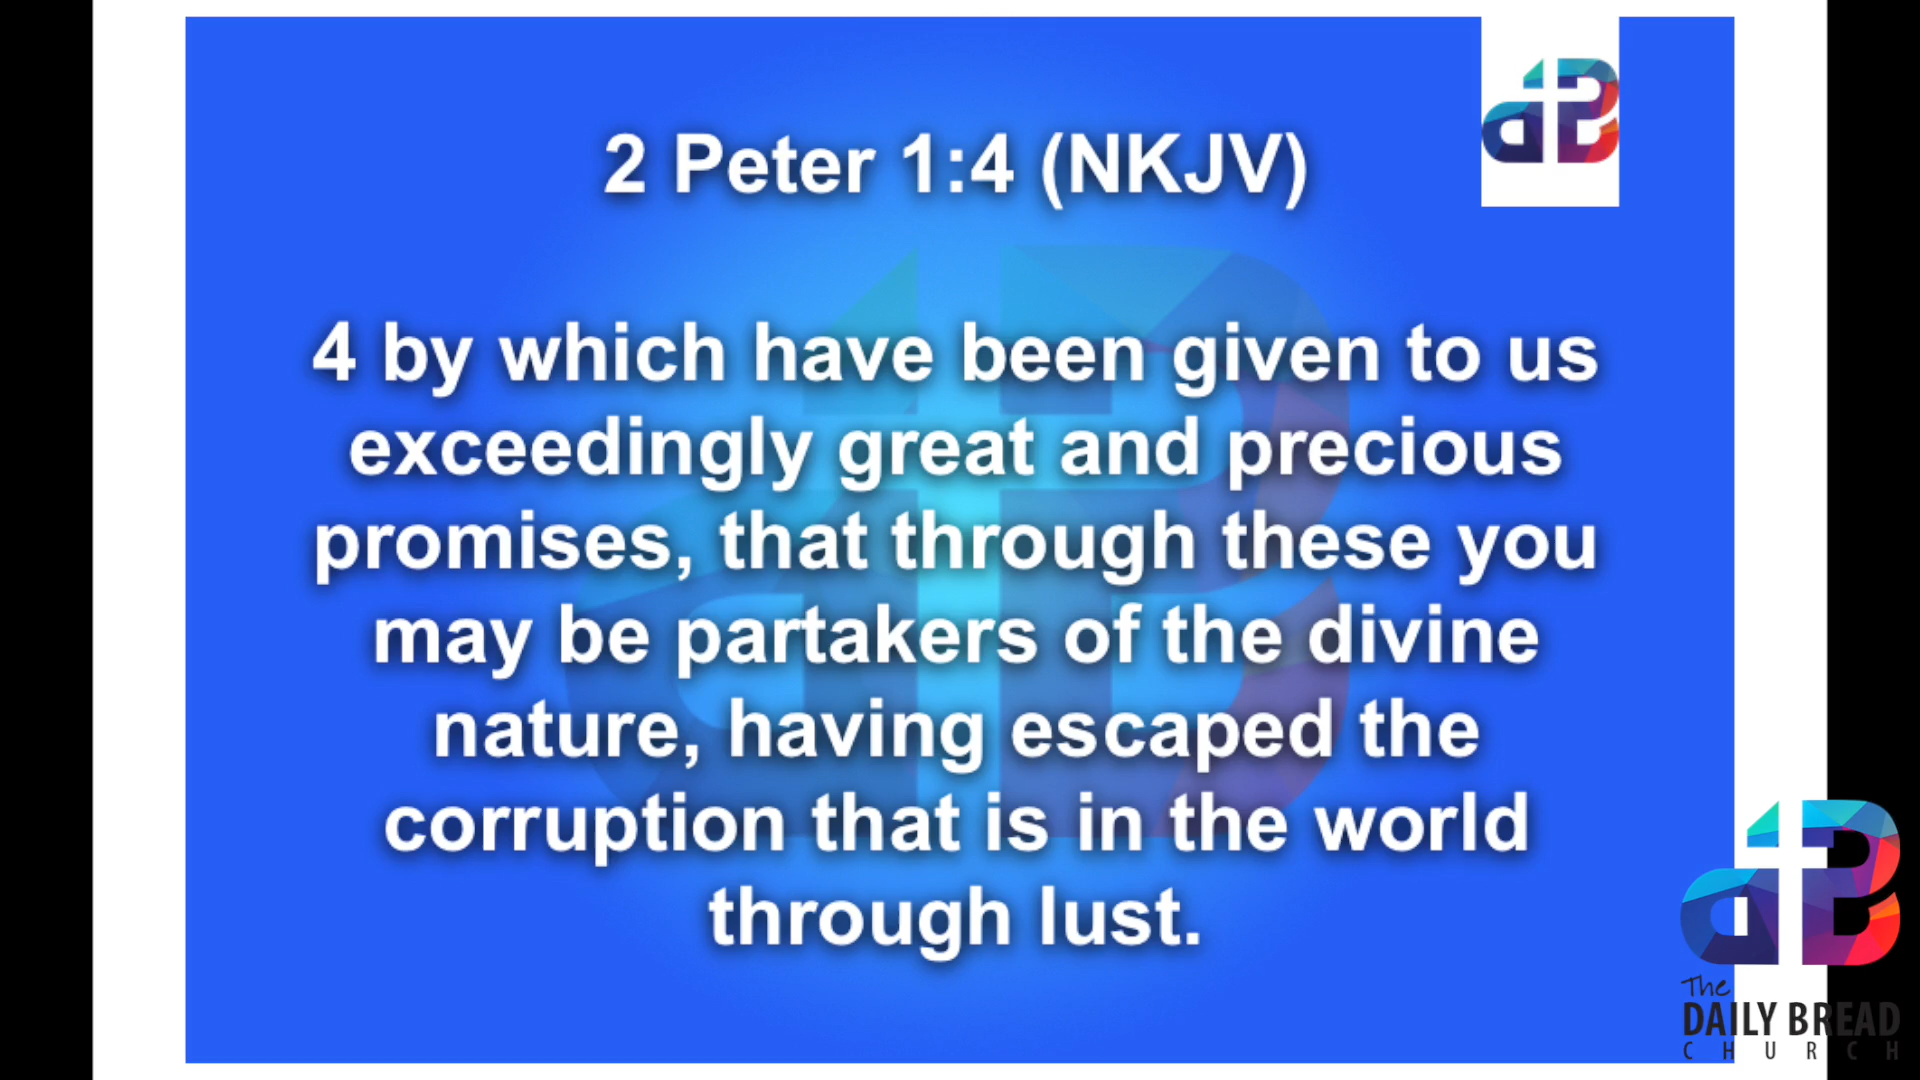 2 Peter 1:4 (NKJV)
4 by which have been given to us
exceedingly great and precious
promises, that through these you
may be partakers of the divine
nature, having escaped the
corruption that is in the world
through lust.
dB
dB
The
DAILY BREAD
CHURCH